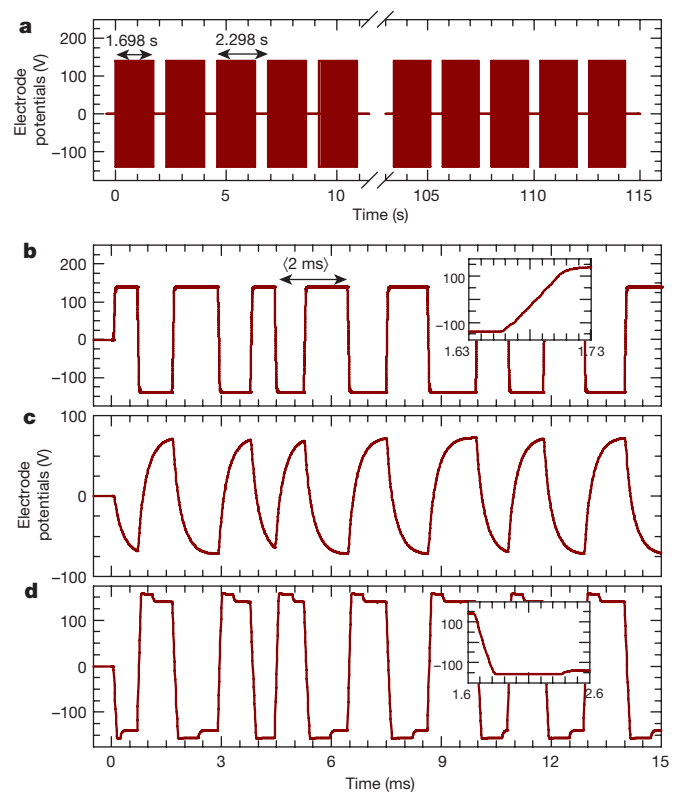 a
200
100
0
−100
Electrode
potentials (V)
1.698 s
2.298 s
0
5
10
105
110
115
Time (s)
b
200
100
0
−100
⟨2 ms⟩
100
−100
1.63
1.73
c
100
0
−100
Electrode
potentials (V)
d
100
0
−100
100
−100
1.6
2.6
0
3
6
9
12
15
Time (ms)